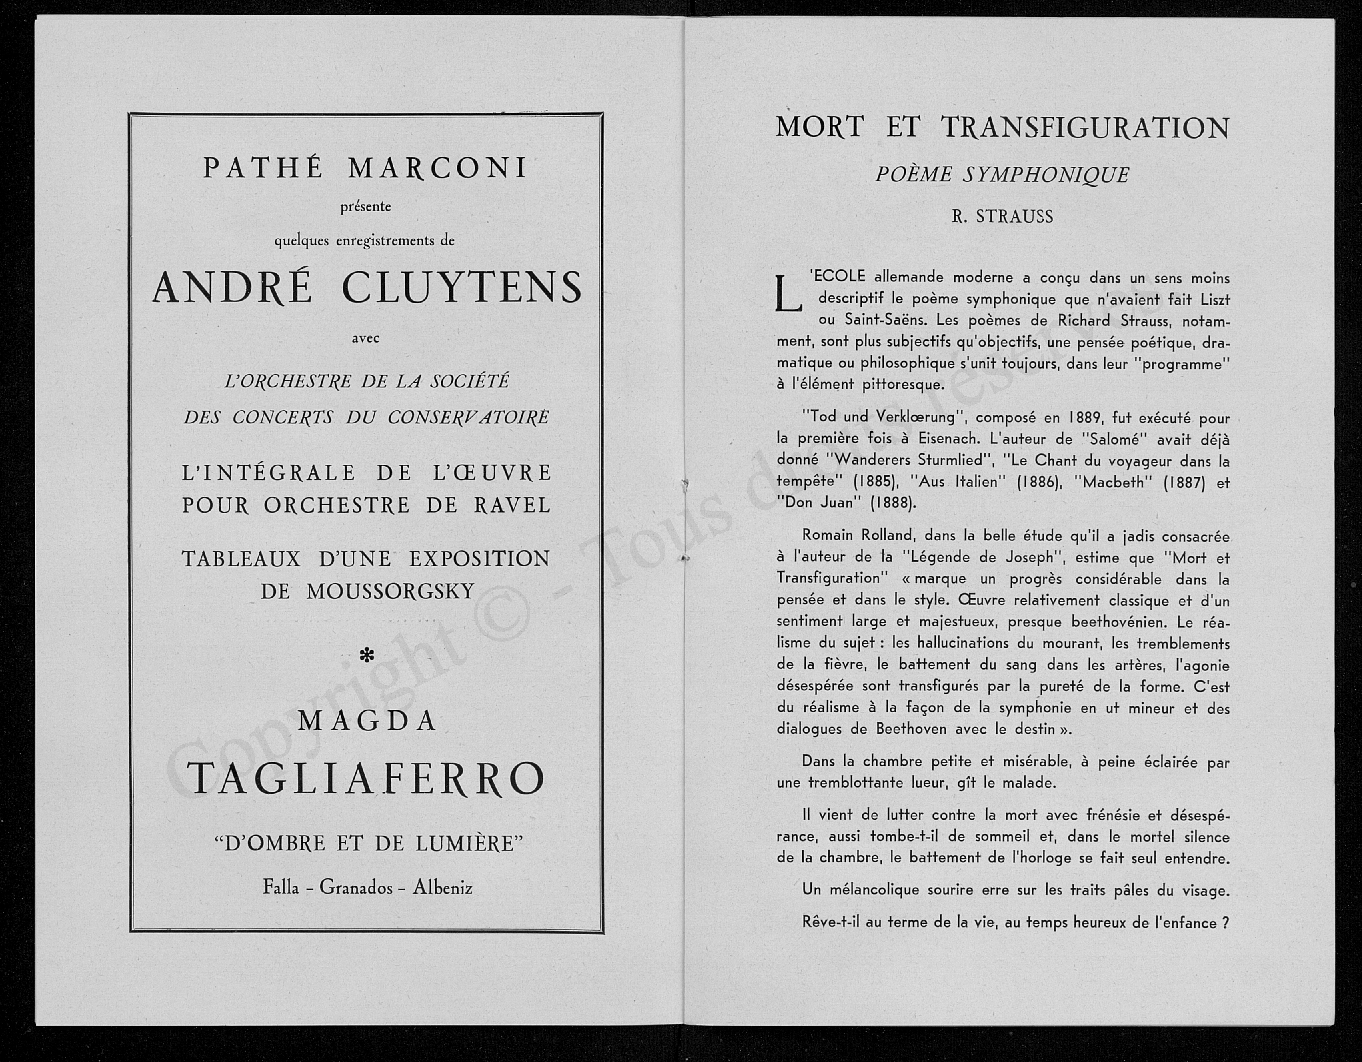 PATHÉ MARCONI
présente
quelques enregistrements de
ANDRÉ CLUYTENS
avec
L'ORCHESTRE DE LA SOCIÉTÉ
DES CONCERTS DU CONSERVATOIRE
L'INTÉGRALE DE L'ŒUVRE
POUR ORCHESTRE DE RAVEL
TABLEAUX D'UNE EXPOSITION
DE MOUSSORGSKY
*
MAGDA
TAGLIAFERRO
“D'OMBRE ET DE LUMIÈRE”
Falla - Granados - Albeniz
MORT ET TRANSFIGURATION
POÈME SYMPHONIQUE
R. STRAUSS
L'ECOLE allemande moderne a conçu dans un sens moins
descriptif le poème symphonique que n'avaient fait Liszt
ou Saint-Saëns. Les poèmes de Richard Strauss, notam-
ment, sont plus subjectifs qu'objectifs, une pensée poétique, dra-
matique ou philosophique s'unit toujours, dans leur "programme"
à l'élément pittoresque.
"Tod und Verklœrung", composé en 1889, fut exécuté pour
la première fois à Eisenach. L'auteur de "Salomé" avait déjà
donné "Wanderers Sturmlied", "Le Chant du voyageur dans la
tempête" (1885), "Aus Italien" (1886), "Macbeth" (1887) et
"Don Juan" (1888).
Romain Rolland, dans la belle étude qu'il a jadis consacrée
à l'auteur de la "Légende de Joseph", estime que "Mort et
Transfiguration" « marque un progrès considérable dans la
pensée et dans le style. Œuvre relativement classique et d'un
sentiment large et majestueux, presque beethovénien. Le réa-
lisme du sujet : les hallucinations du mourant, les tremblements
de la fièvre, le battement du sang dans les artères, l'agonie
désespérée sont transfigurés par la pureté de la forme. C'est
du réalisme à la façon de la symphonie en ut mineur et des
dialogues de Beethoven avec le destin ».
Dans la chambre petite et misérable, à peine éclairée par
une tremblottante lueur, gît le malade.
Il vient de lutter contre la mort avec frénésie et désespé-
rance, aussi tombe-t-il de sommeil et, dans le mortel silence
de la chambre, le battement de l'horloge se fait seul entendre.
Un mélancolique sourire erre sur les traits pâles du visage.
Rêve-t-il au terme de la vie, au temps heureux de l'enfance ?
Copyright © - Tous droits réservés